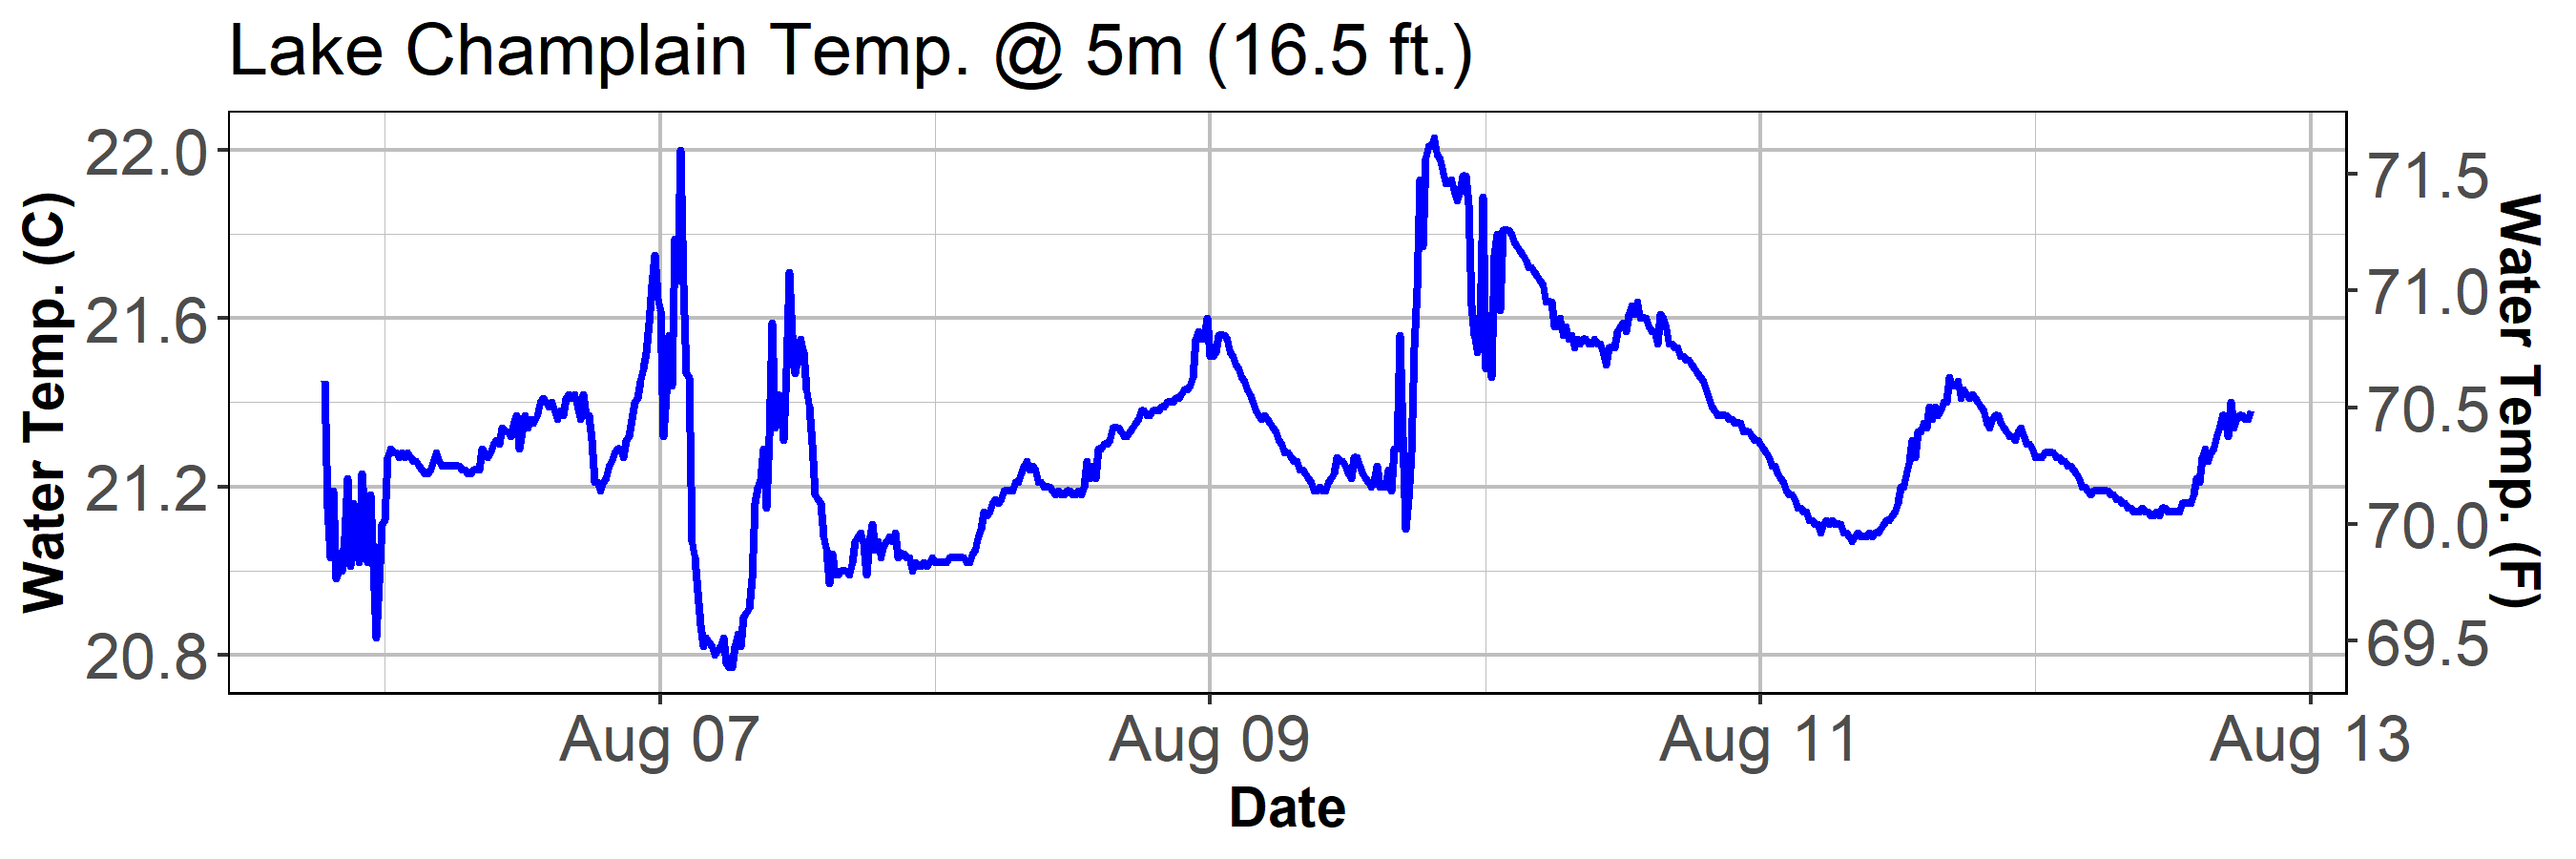 Lake Champlain Temp. @ 5m (16.5 ft.)
Water Temp. (C)
22.0
21.6
21.2
20.8
71.5
71.0
70.5
70.0
69.5
Water Temp. (F)
Aug 07 Aug 09 Aug 11 Aug 13
Date